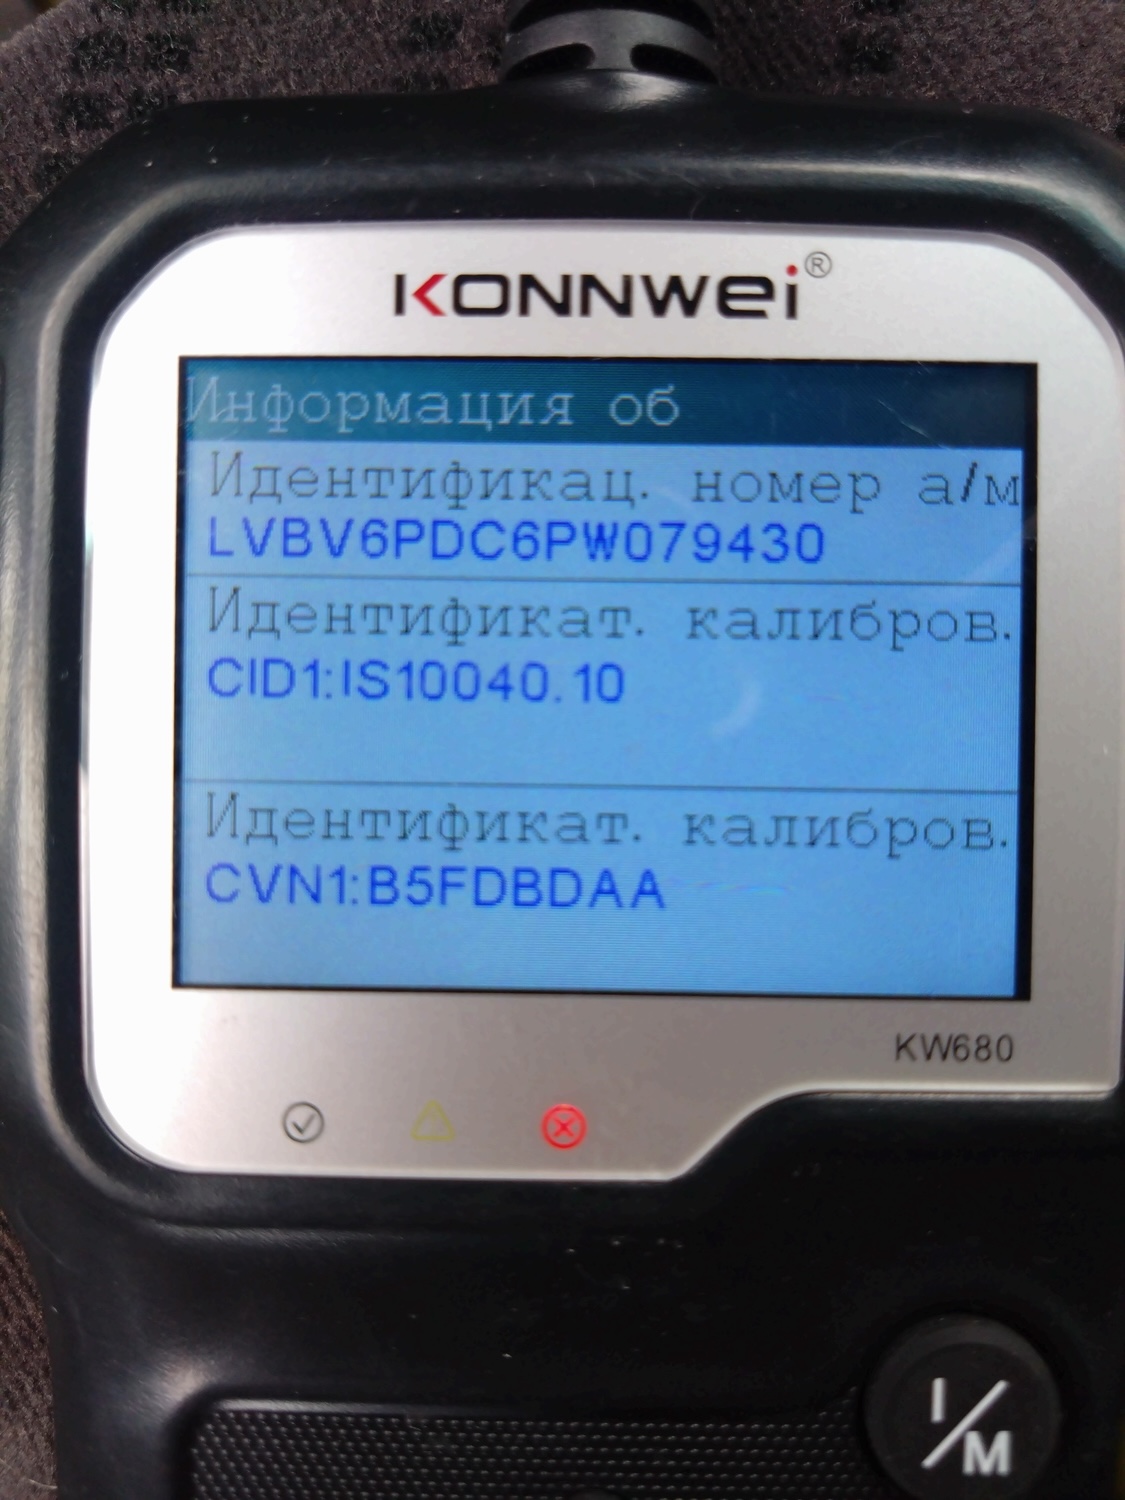 KONNWEI®
Информация об
Идентификац. номер а/м
LVBV6PDC6PW079430
Идентификат. калибров.
CID1:IS10040.10
Идентификат. калибров.
CVN1:B5FDBDAA
KW680
I/M